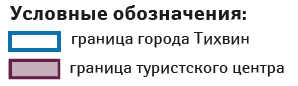 Условные обозначения:
граница города Тихвин
граница туристского центра